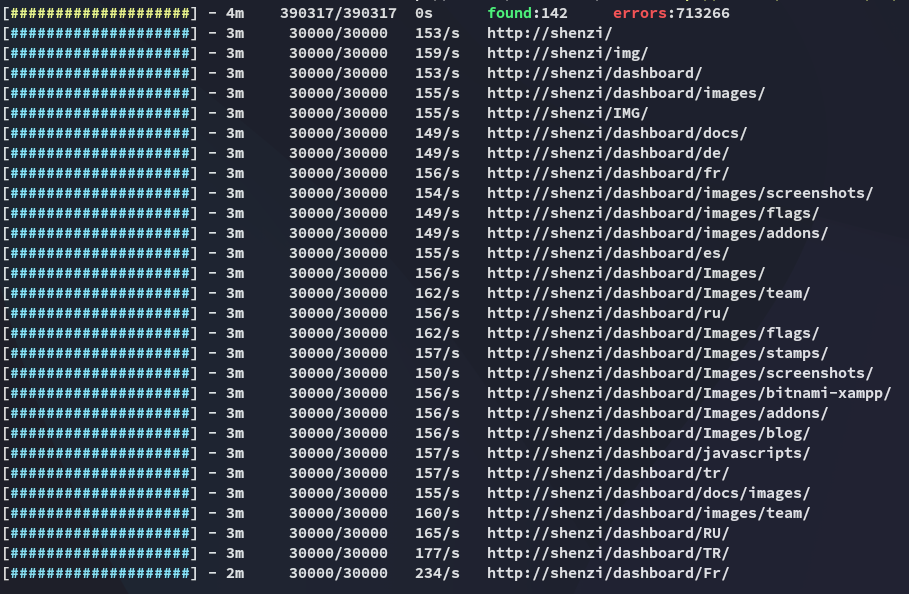 [####################] - 4m    390317/390317  0s      found:142     errors:713266
[####################] - 3m     30000/30000   153/s   http://shenzi/
[####################] - 3m     30000/30000   159/s   http://shenzi/img/
[####################] - 3m     30000/30000   153/s   http://shenzi/dashboard/
[####################] - 3m     30000/30000   155/s   http://shenzi/dashboard/images/
[####################] - 3m     30000/30000   155/s   http://shenzi/IMG/
[####################] - 3m     30000/30000   149/s   http://shenzi/dashboard/docs/
[####################] - 3m     30000/30000   149/s   http://shenzi/dashboard/de/
[####################] - 3m     30000/30000   156/s   http://shenzi/dashboard/fr/
[####################] - 3m     30000/30000   154/s   http://shenzi/dashboard/images/screenshots/
[####################] - 3m     30000/30000   149/s   http://shenzi/dashboard/images/flags/
[####################] - 3m     30000/30000   149/s   http://shenzi/dashboard/images/addons/
[####################] - 3m     30000/30000   155/s   http://shenzi/dashboard/es/
[####################] - 3m     30000/30000   156/s   http://shenzi/dashboard/Images/
[####################] - 3m     30000/30000   162/s   http://shenzi/dashboard/Images/team/
[####################] - 3m     30000/30000   156/s   http://shenzi/dashboard/ru/
[####################] - 3m     30000/30000   162/s   http://shenzi/dashboard/Images/flags/
[####################] - 3m     30000/30000   157/s   http://shenzi/dashboard/Images/stamps/
[####################] - 3m     30000/30000   150/s   http://shenzi/dashboard/Images/screenshots/
[####################] - 3m     30000/30000   156/s   http://shenzi/dashboard/Images/bitnami-xampp/
[####################] - 3m     30000/30000   156/s   http://shenzi/dashboard/Images/addons/
[####################] - 3m     30000/30000   156/s   http://shenzi/dashboard/Images/blog/
[####################] - 3m     30000/30000   157/s   http://shenzi/dashboard/javascripts/
[####################] - 3m     30000/30000   157/s   http://shenzi/dashboard/tr/
[####################] - 3m     30000/30000   155/s   http://shenzi/dashboard/docs/images/
[####################] - 3m     30000/30000   160/s   http://shenzi/dashboard/images/team/
[####################] - 3m     30000/30000   165/s   http://shenzi/dashboard/RU/
[####################] - 3m     30000/30000   177/s   http://shenzi/dashboard/TR/
[####################] - 2m     30000/30000   234/s   http://shenzi/dashboard/Fr/